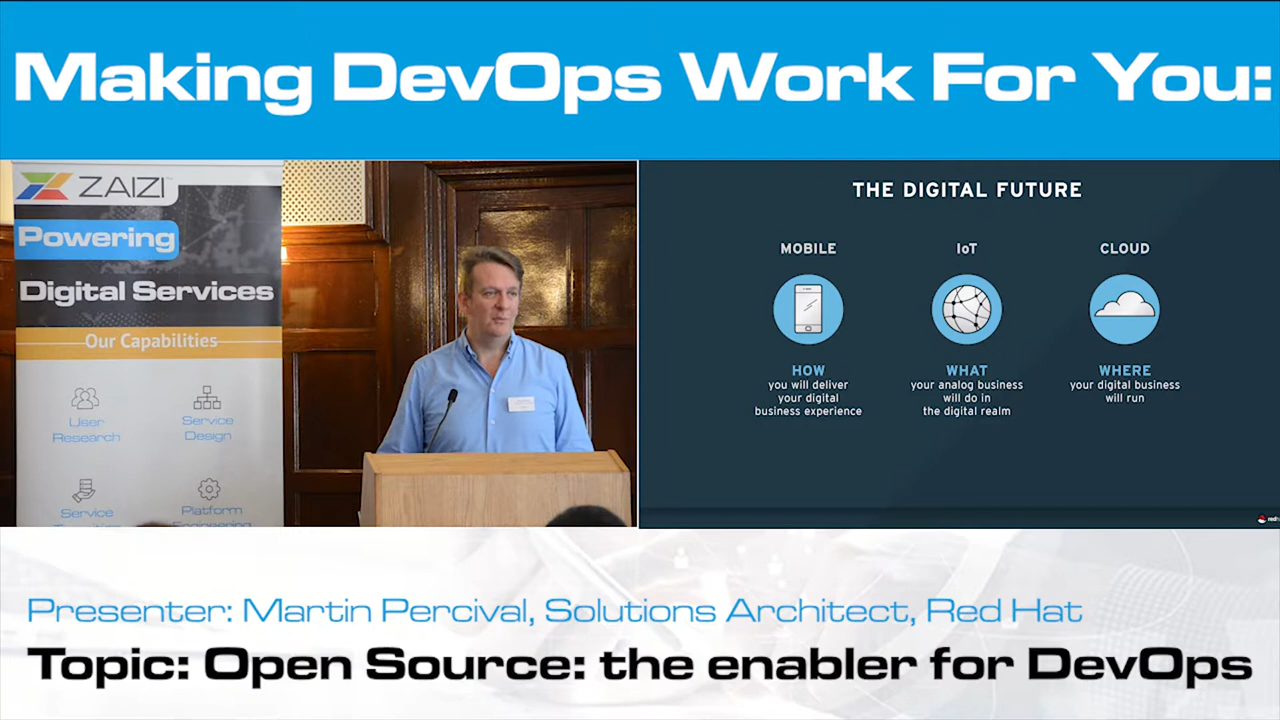 Making DevOps Work For You:
ZAIZI
Powering
Digital Services
Our Capabilities
User
Research
Service
Design
Service
Platform
Engineering
THE DIGITAL FUTURE
MOBILE
IoT
CLOUD
HOW
you will deliver
your digital
business experience
WHAT
your analog business
will do in
the digital realm
WHERE
your digital business
will run
Presenter: Martin Percival, Solutions Architect, Red Hat
Topic: Open Source: the enabler for DevOps